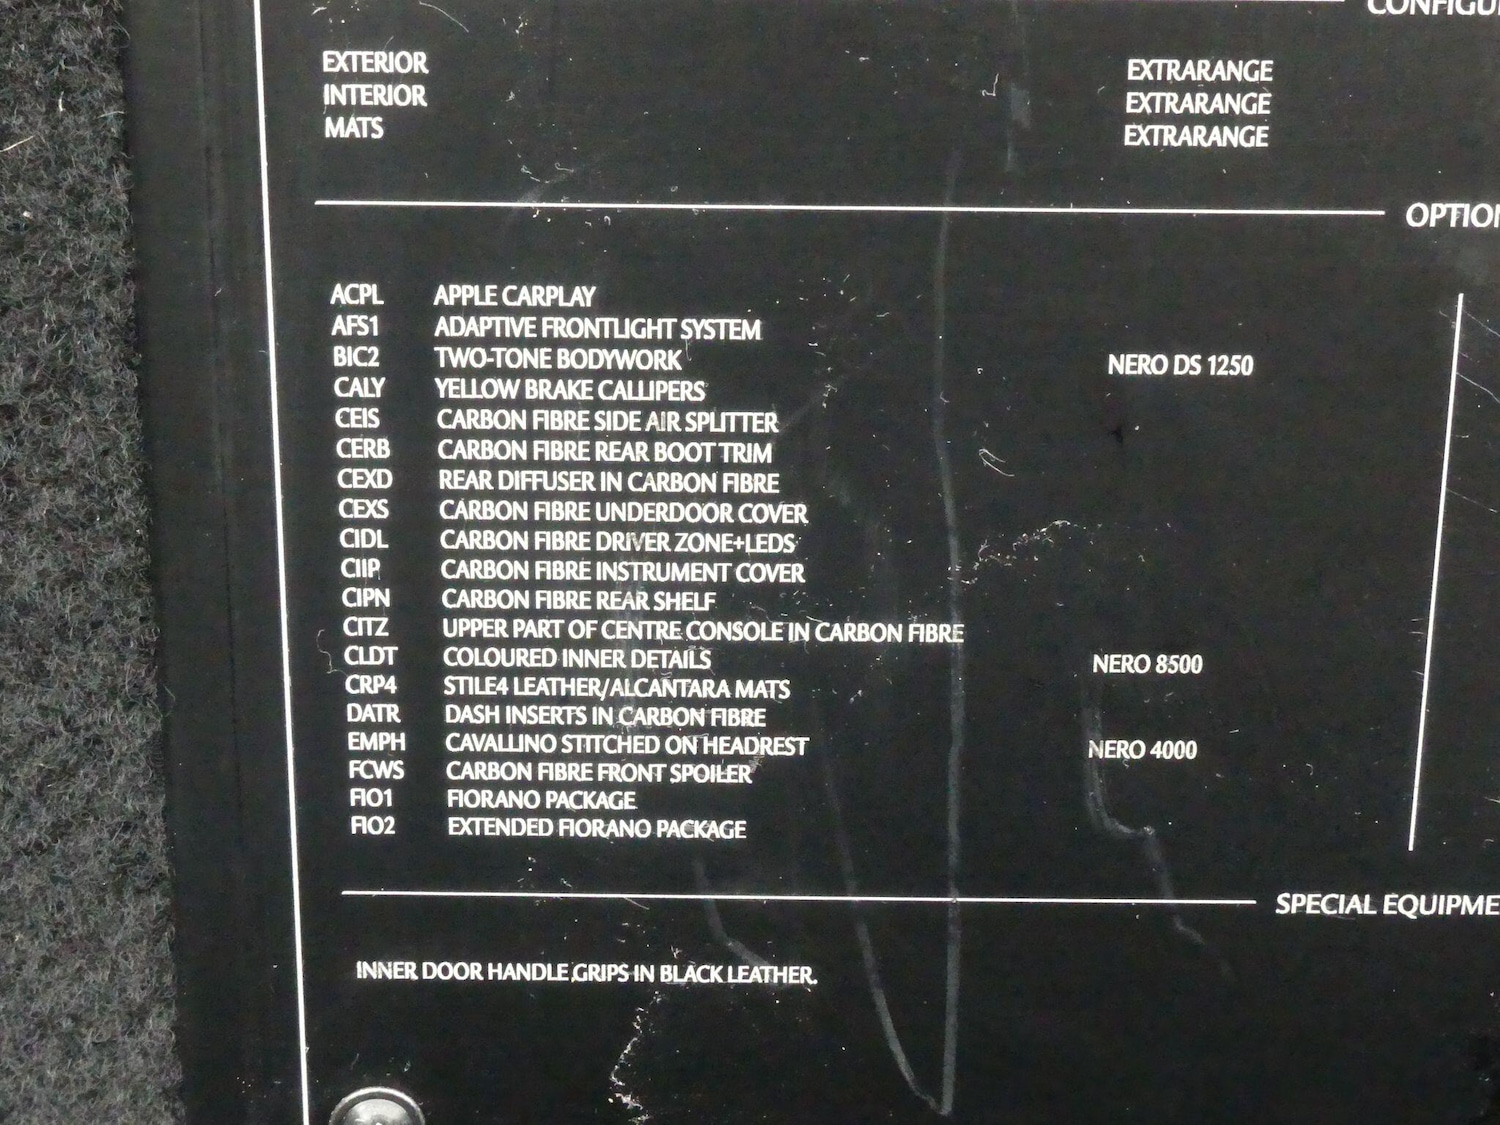 CONFIGU
EXTERIOR EXTRARANGE
INTERIOR EXTRARANGE
MATS EXTRARANGE
OPTION
ACPL APPLE CARPLAY
AFS1 ADAPTIVE FRONTLIGHT SYSTEM
BIC2 TWO-TONE BODYWORK NERO DS 1250
CALY YELLOW BRAKE CALLIPERS
CEIS CARBON FIBRE SIDE AIR SPLITTER
CERB CARBON FIBRE REAR BOOT TRIM
CEXD REAR DIFFUSER IN CARBON FIBRE
CEXS CARBON FIBRE UNDERDOOR COVER
CIDL CARBON FIBRE DRIVER ZONE+LEDS
CIIP CARBON FIBRE INSTRUMENT COVER
CIPN CARBON FIBRE REAR SHELF
CITZ UPPER PART OF CENTRE CONSOLE IN CARBON FIBRE
CLDT COLOURED INNER DETAILS NERO 8500
CRP4 STILE4 LEATHER/ALCANTARA MATS
DATR DASH INSERTS IN CARBON FIBRE
EMPH CAVALLINO STITCHED ON HEADREST NERO 4000
FCWS CARBON FIBRE FRONT SPOILER
FIO1 FIORANO PACKAGE
FIO2 EXTENDED FIORANO PACKAGE
SPECIAL EQUIPME
INNER DOOR HANDLE GRIPS IN BLACK LEATHER.